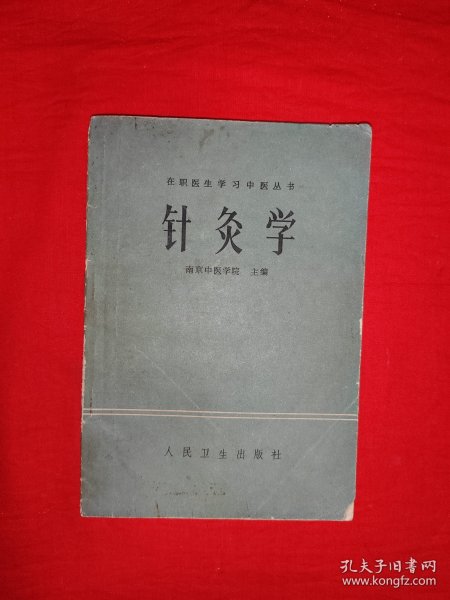 在职医生学习中医丛书
针灸学
南京中医学院 主编
人民卫生出版社
孔夫子旧书网
www.kongfz.com